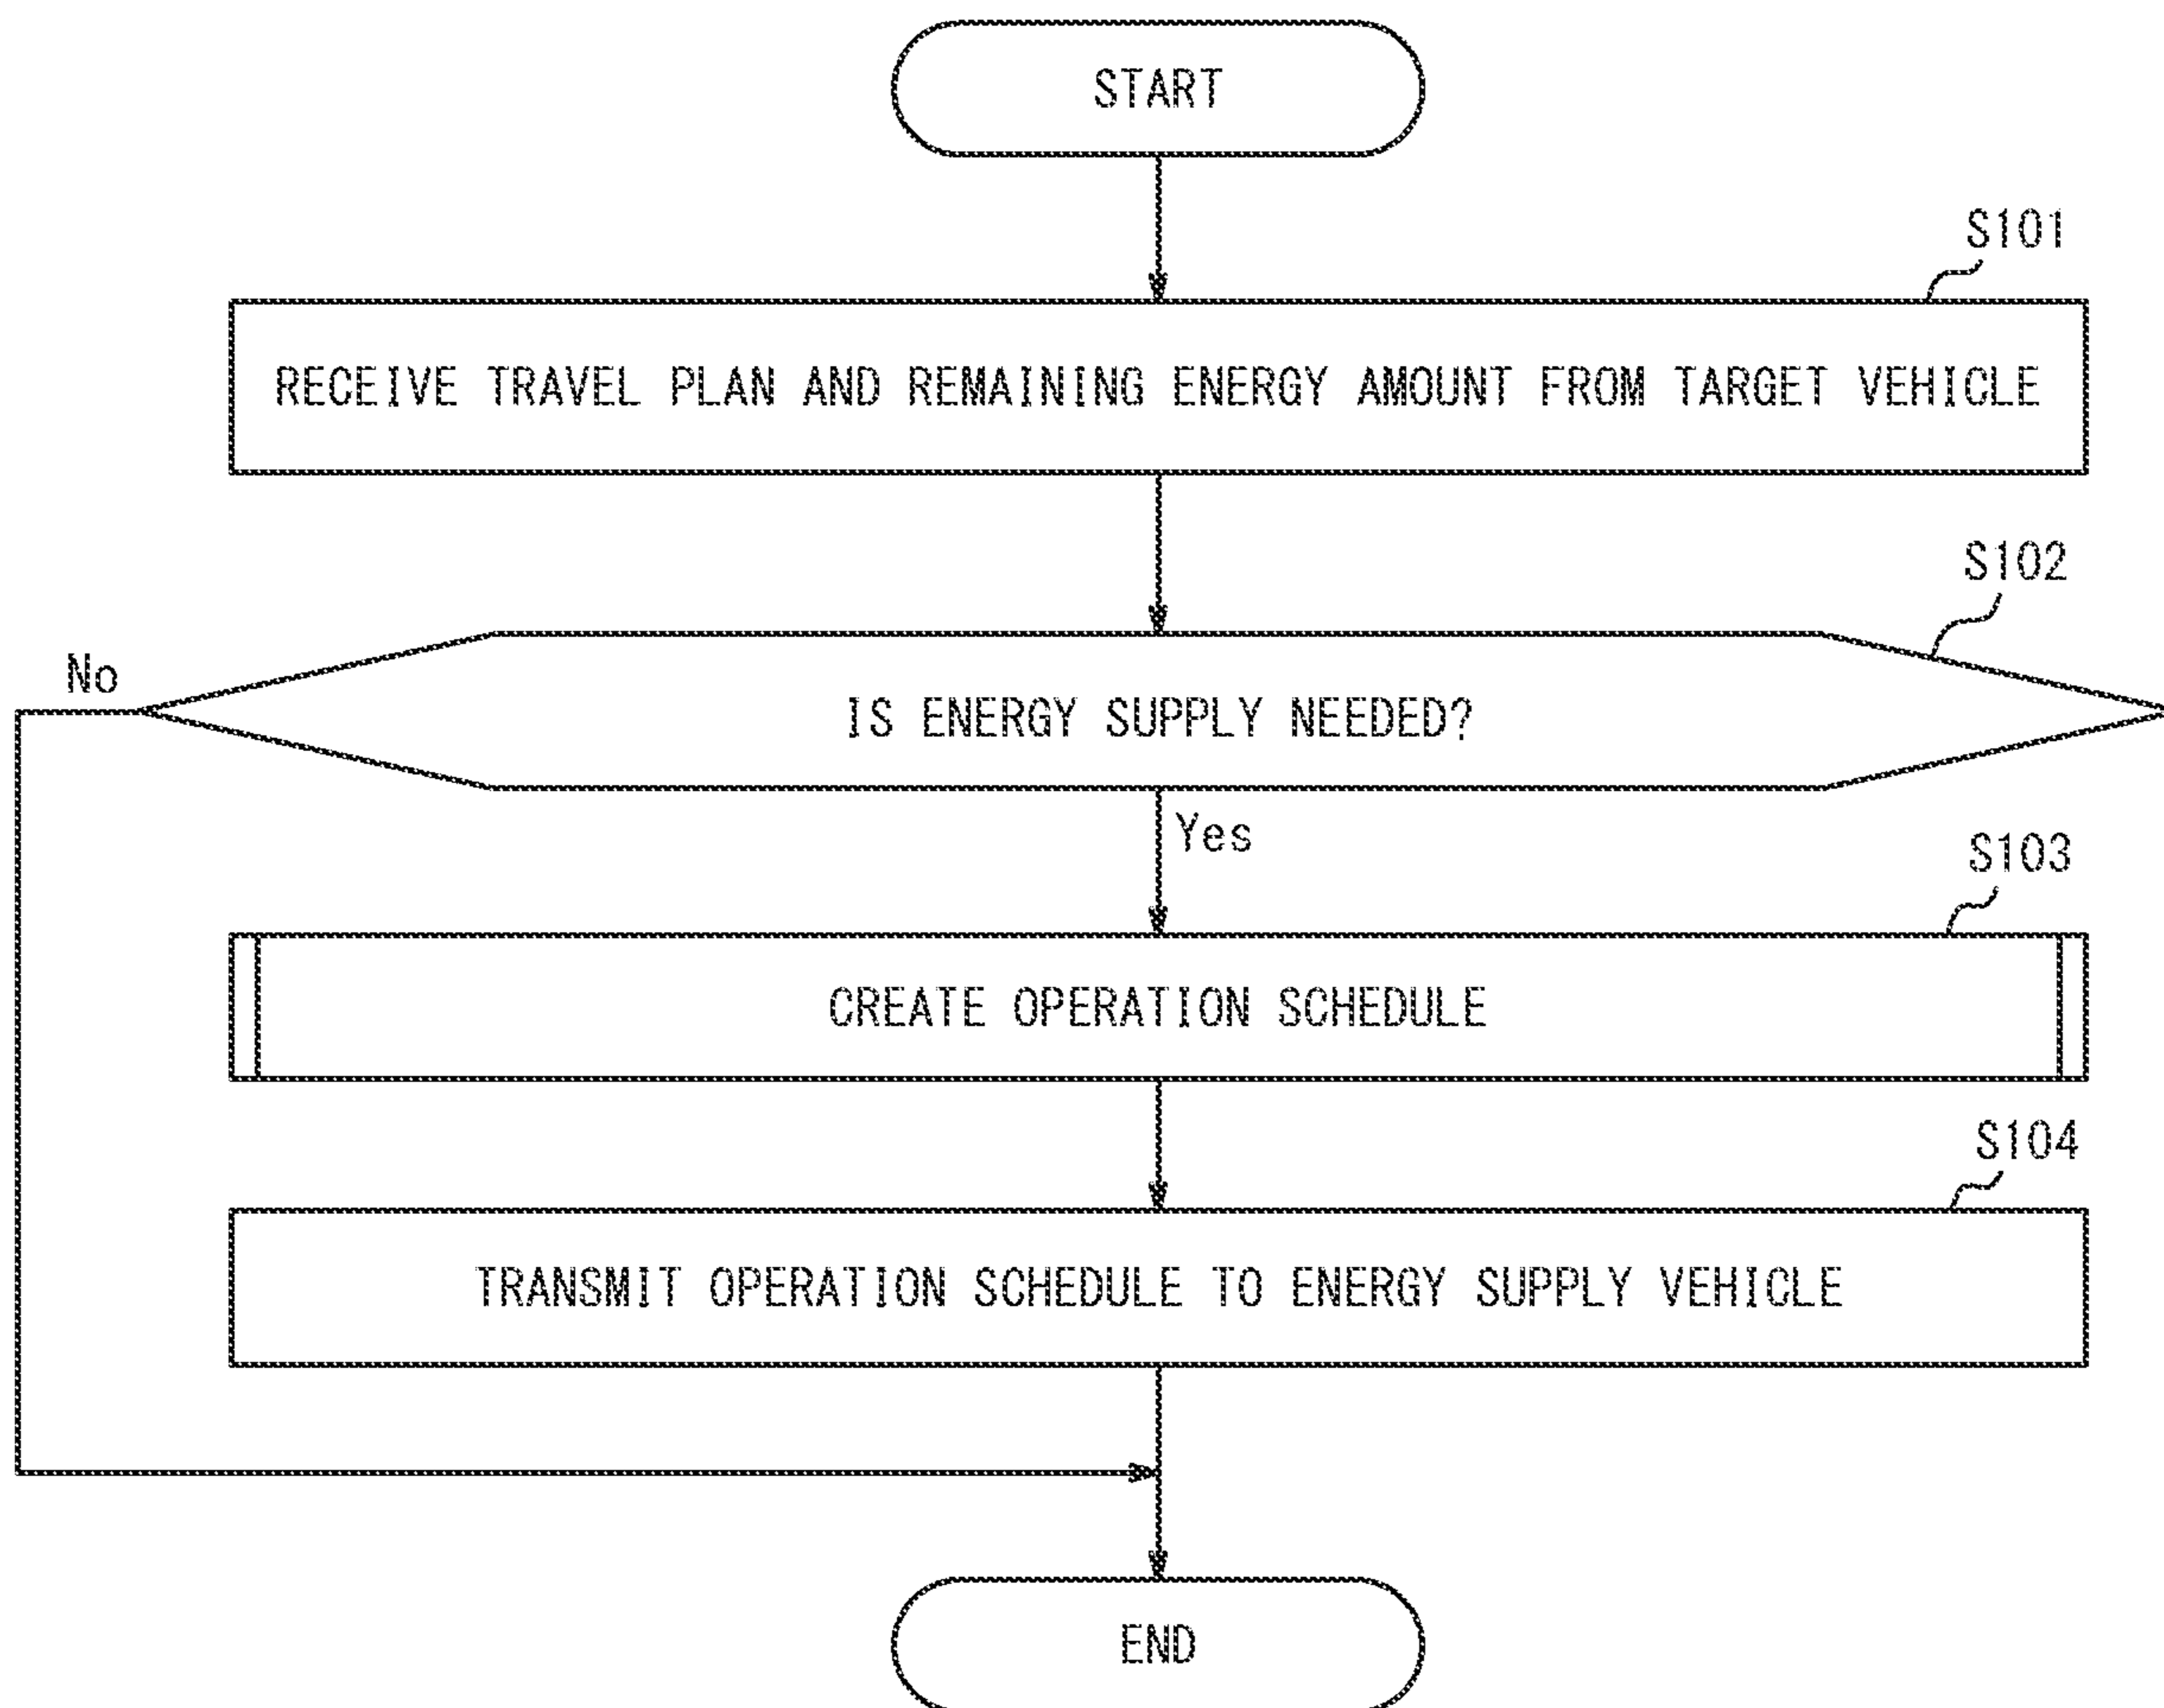 START
S101
RECEIVE TRAVEL PLAN AND REMAINING ENERGY AMOUNT FROM TARGET VEHICLE
S102
No
IS ENERGY SUPPLY NEEDED?
Yes
S103
CREATE OPERATION SCHEDULE
S104
TRANSMIT OPERATION SCHEDULE TO ENERGY SUPPLY VEHICLE
END